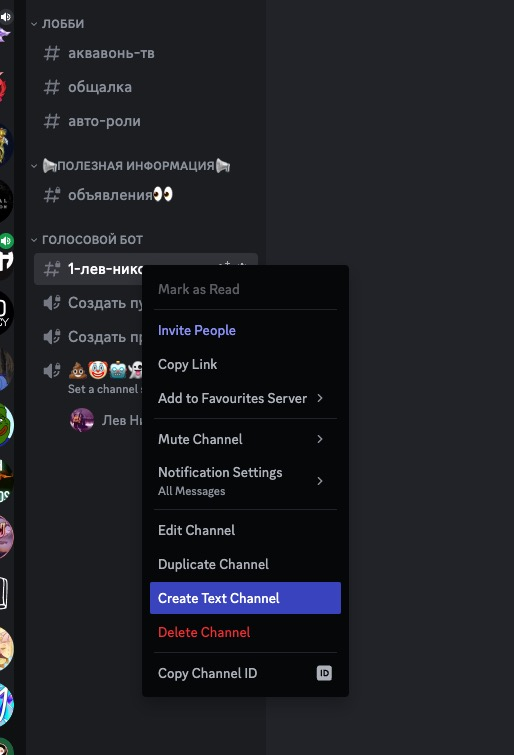 ЛОББИ
аквавонь-тв
общалка
авто-роли
ПОЛЕЗНАЯ ИНФОРМАЦИЯ
объявления
ГОЛОСОВОЙ БОТ
1-лев-нико
Mark as Read
Создать
Invite People
Создать
Copy Link
Set a channel
Add to Favourites Server
Лев
Mute Channel
Notification Settings
All Messages
Edit Channel
Duplicate Channel
Create Text Channel
Delete Channel
Copy Channel ID
ID